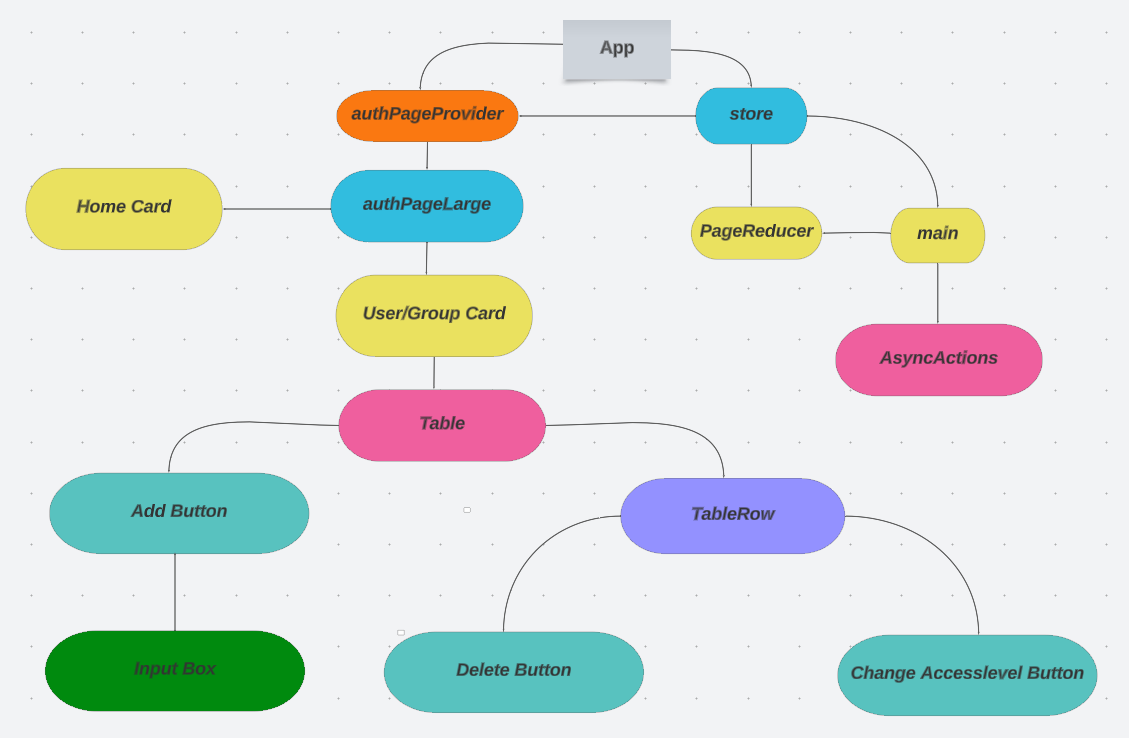 App
authPageProvider
store
Home Card
authPageLarge
PageReducer
main
User/Group Card
AsyncActions
Table
Add Button
TableRow
Input Box
Delete Button
Change Accesslevel Button